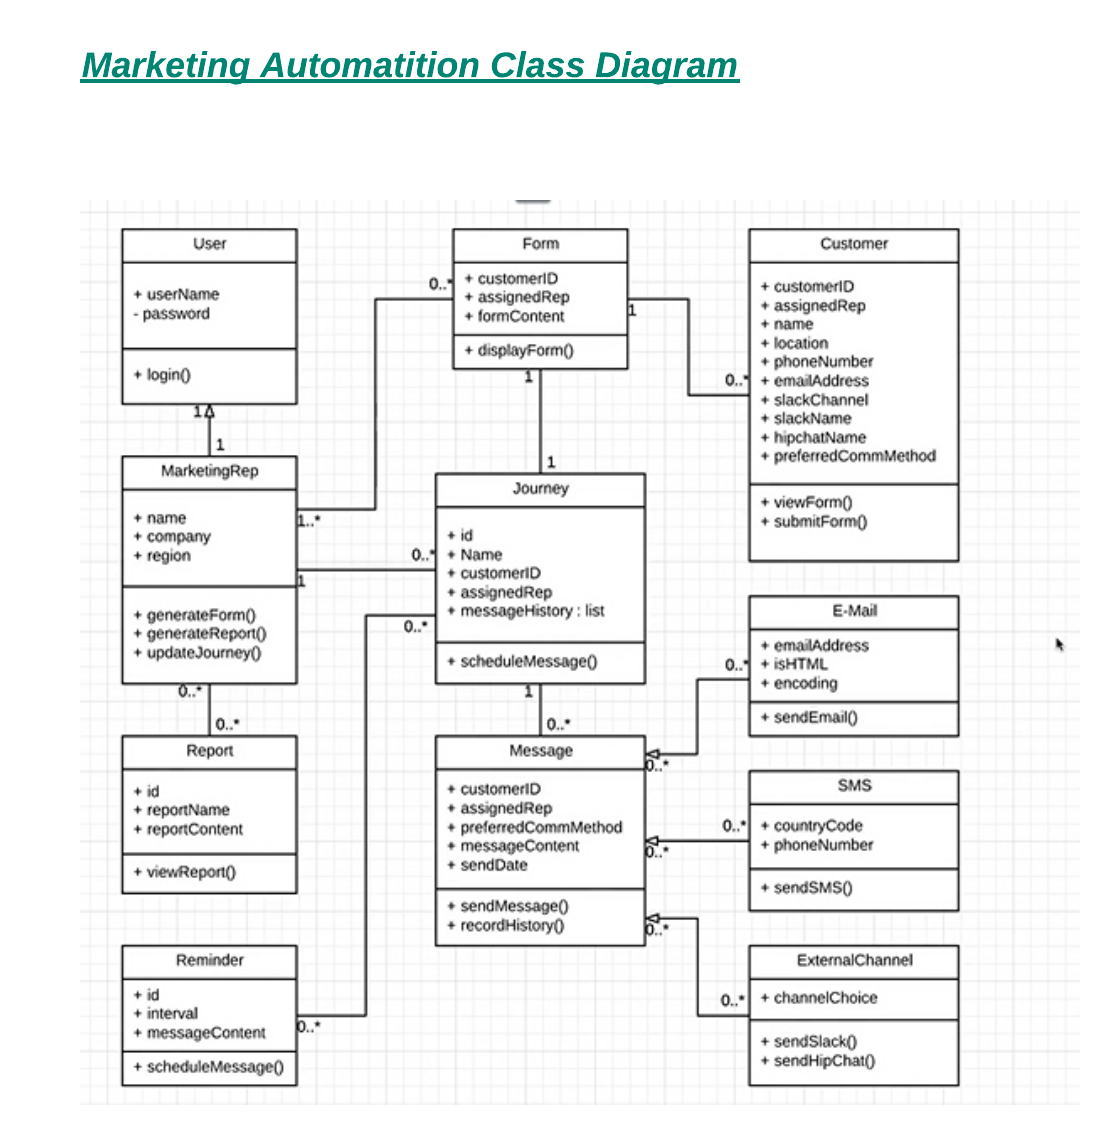 Marketing Automatition Class Diagram
User
+ userName
- password
+ login()
1
1
MarketingRep
+ name
+ company
+ region
+ generateForm()
+ generateReport()
+ updateJourney()
1..*
1
0..*
0..*
Report
+ id
+ reportName
+ reportContent
+ viewReport()
Reminder
+ id
+ interval
+ messageContent
+ scheduleMessage()
0..*
0..*
Form
+ customerID
+ assignedRep
+ formContent
+ displayForm()
1
1
1
Journey
0..*
+ id
+ Name
+ customerID
+ assignedRep
+ messageHistory : list
0..*
+ scheduleMessage()
1
0..*
Message
+ customerID
+ assignedRep
+ preferredCommMethod
+ messageContent
+ sendDate
+ sendMessage()
+ recordHistory()
0..*
0..*
0..*
Customer
+ customerID
+ assignedRep
+ name
+ location
+ phoneNumber
+ emailAddress
+ slackChannel
+ slackName
+ hipchatName
+ preferredCommMethod
+ viewForm()
+ submitForm()
0..*
E-Mail
+ emailAddress
+ isHTML
+ encoding
+ sendEmail()
0..*
SMS
+ countryCode
+ phoneNumber
+ sendSMS()
0..*
ExternalChannel
+ channelChoice
+ sendSlack()
+ sendHipChat()
0..*